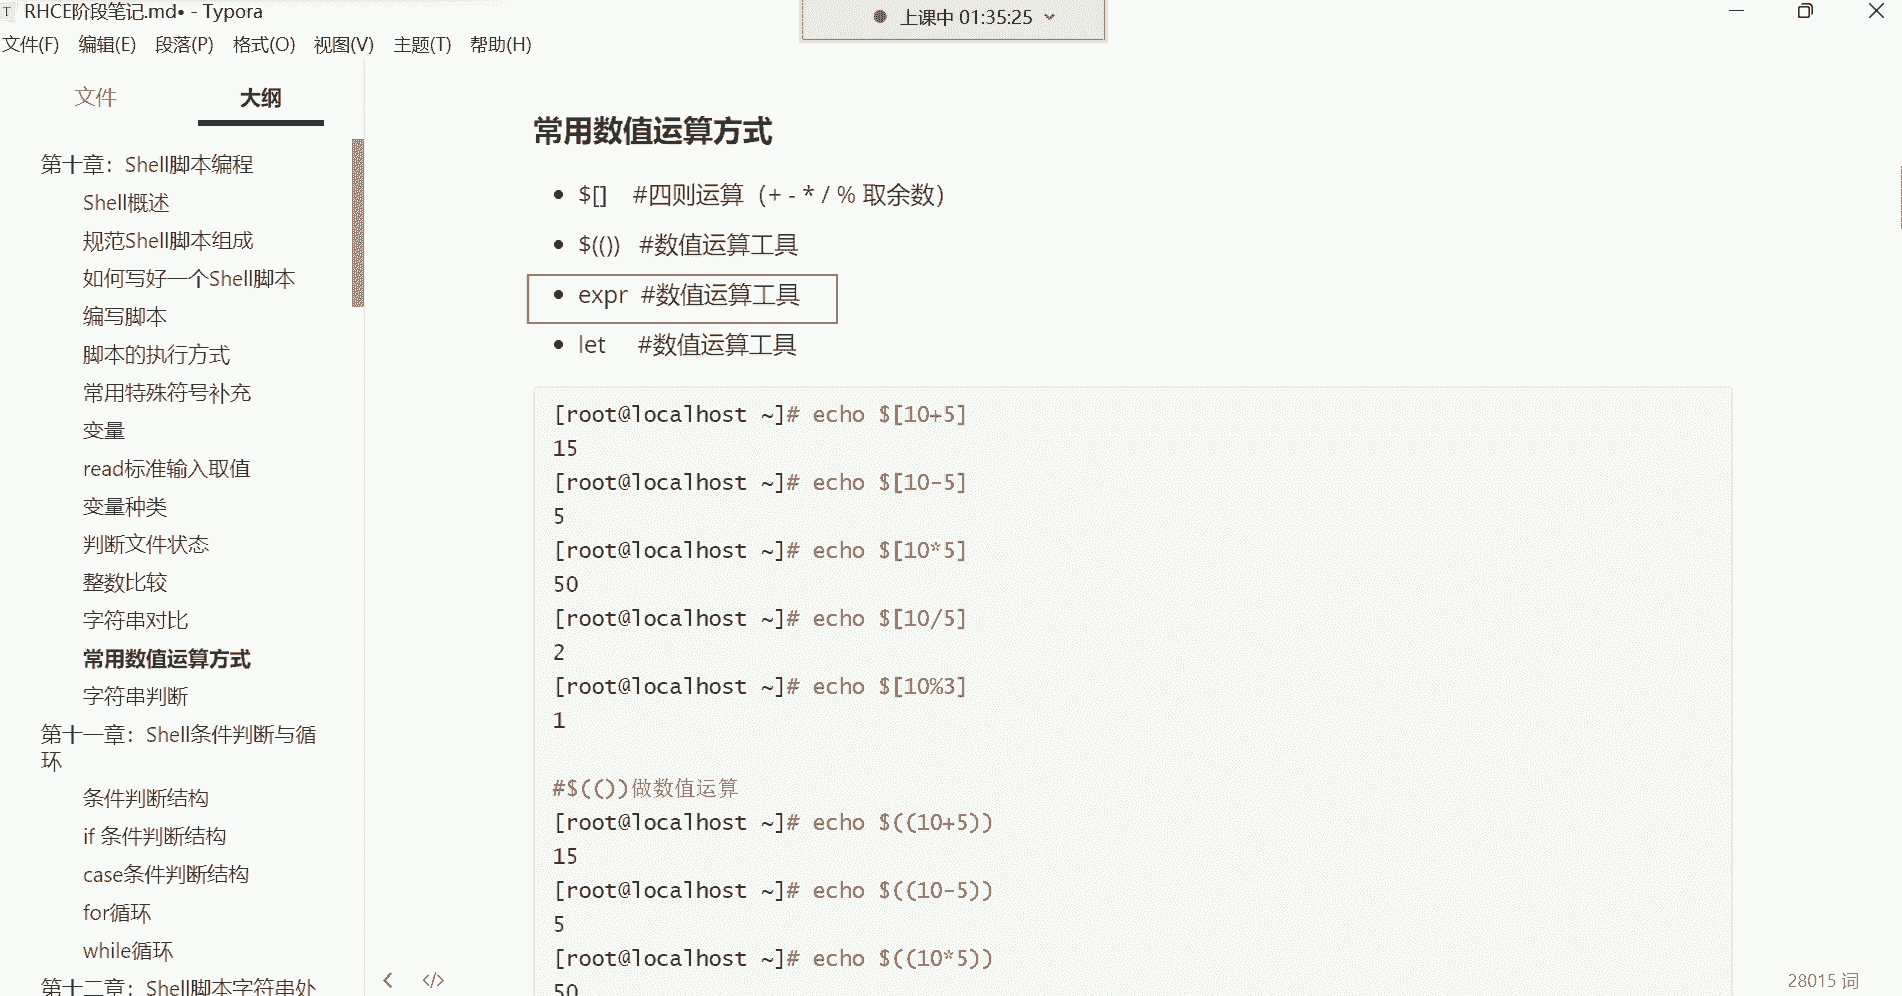 RHCE阶段笔记.md• - Typora
上课中 01:35:25
文件(F) 编辑(E) 段落(P) 格式(O) 视图(V) 主题(T) 帮助(H)
文件 大纲
第十章：Shell脚本编程
Shell概述
规范Shell脚本组成
如何写好一个Shell脚本
编写脚本
脚本的执行方式
常用特殊符号补充
变量
read标准输入取值
变量种类
判断文件状态
整数比较
字符串对比
常用数值运算方式
字符串判断
第十一章：Shell条件判断与循
环
条件判断结构
if 条件判断结构
case条件判断结构
for循环
while循环
第十二章：Shell脚本字符串处
常用数值运算方式
• $[] #四则运算（+ - * / % 取余数）
• $(()) #数值运算工具
• expr #数值运算工具
• let #数值运算工具
[root@localhost ~]# echo $[10+5]
15
[root@localhost ~]# echo $[10-5]
5
[root@localhost ~]# echo $[10*5]
50
[root@localhost ~]# echo $[10/5]
2
[root@localhost ~]# echo $[10%3]
1
#$(())做数值运算
[root@localhost ~]# echo $((10+5))
15
[root@localhost ~]# echo $((10-5))
5
[root@localhost ~]# echo $((10*5))
50
28015 词